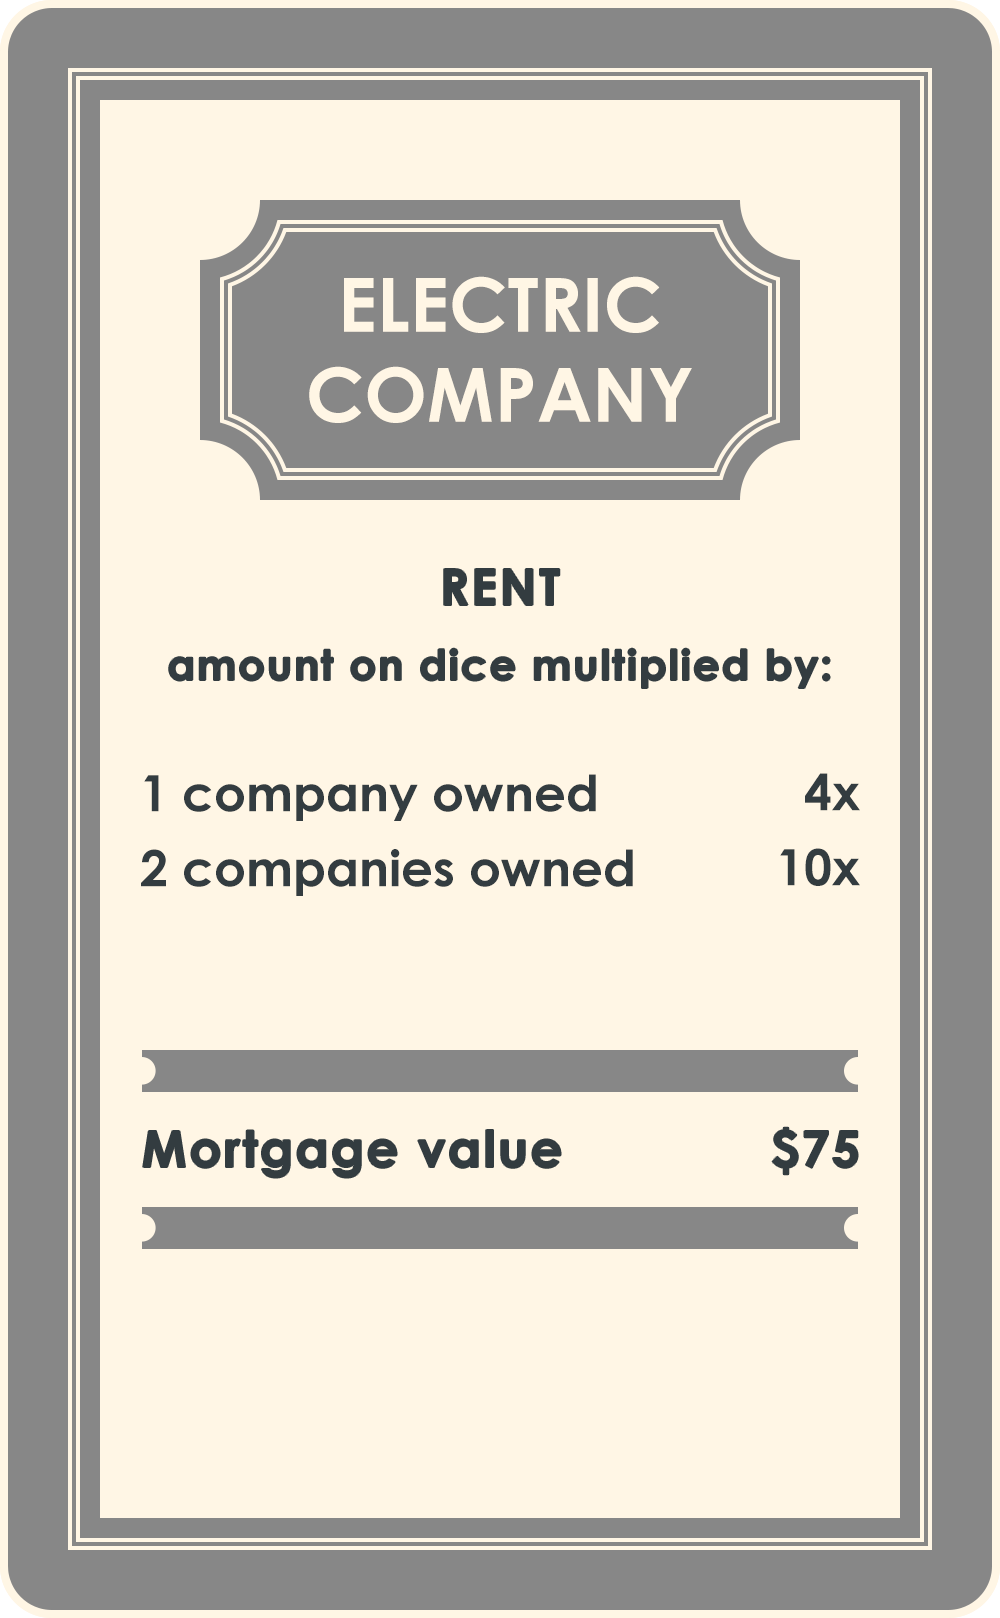 ELECTRIC
COMPANY
RENT
amount on dice multiplied by:
1 company owned 4x
2 companies owned 10x
Mortgage value $75